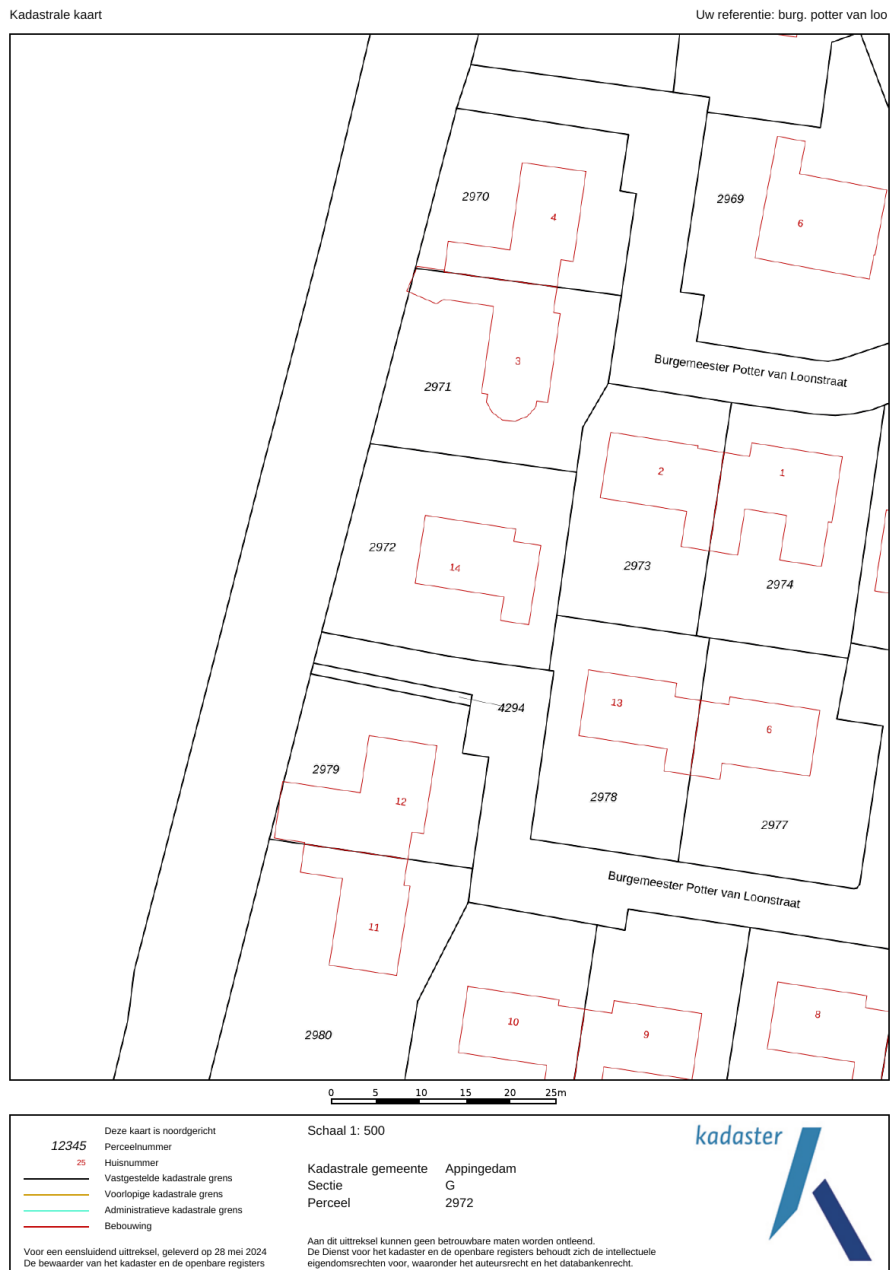 Kadastrale kaart
Uw referentie: burg. potter van loo
2970
4
2969
6
3
2971
Burgemeester Potter van Loonstraat
2
1
2972
14
2973
2974
4294
13
6
2979
12
2978
2977
Burgemeester Potter van Loonstraat
11
10
9
8
2980
0 5 10 15 20 25m
Deze kaart is noordgericht
12345 Perceelnummer
25 Huisnummer
Vastgestelde kadastrale grens
Voorlopige kadastrale grens
Administratieve kadastrale grens
Bebouwing
Voor een eensluidend uittreksel, geleverd op 28 mei 2024
De bewaarder van het kadaster en de openbare registers
Schaal 1: 500
Kadastrale gemeente Appingedam
Sectie G
Perceel 2972
Aan dit uittreksel kunnen geen betrouwbare maten worden ontleend.
De Dienst voor het kadaster en de openbare registers behoudt zich de intellectuele
eigendomsrechten voor, waaronder het auteursrecht en het databankenrecht.
kadaster